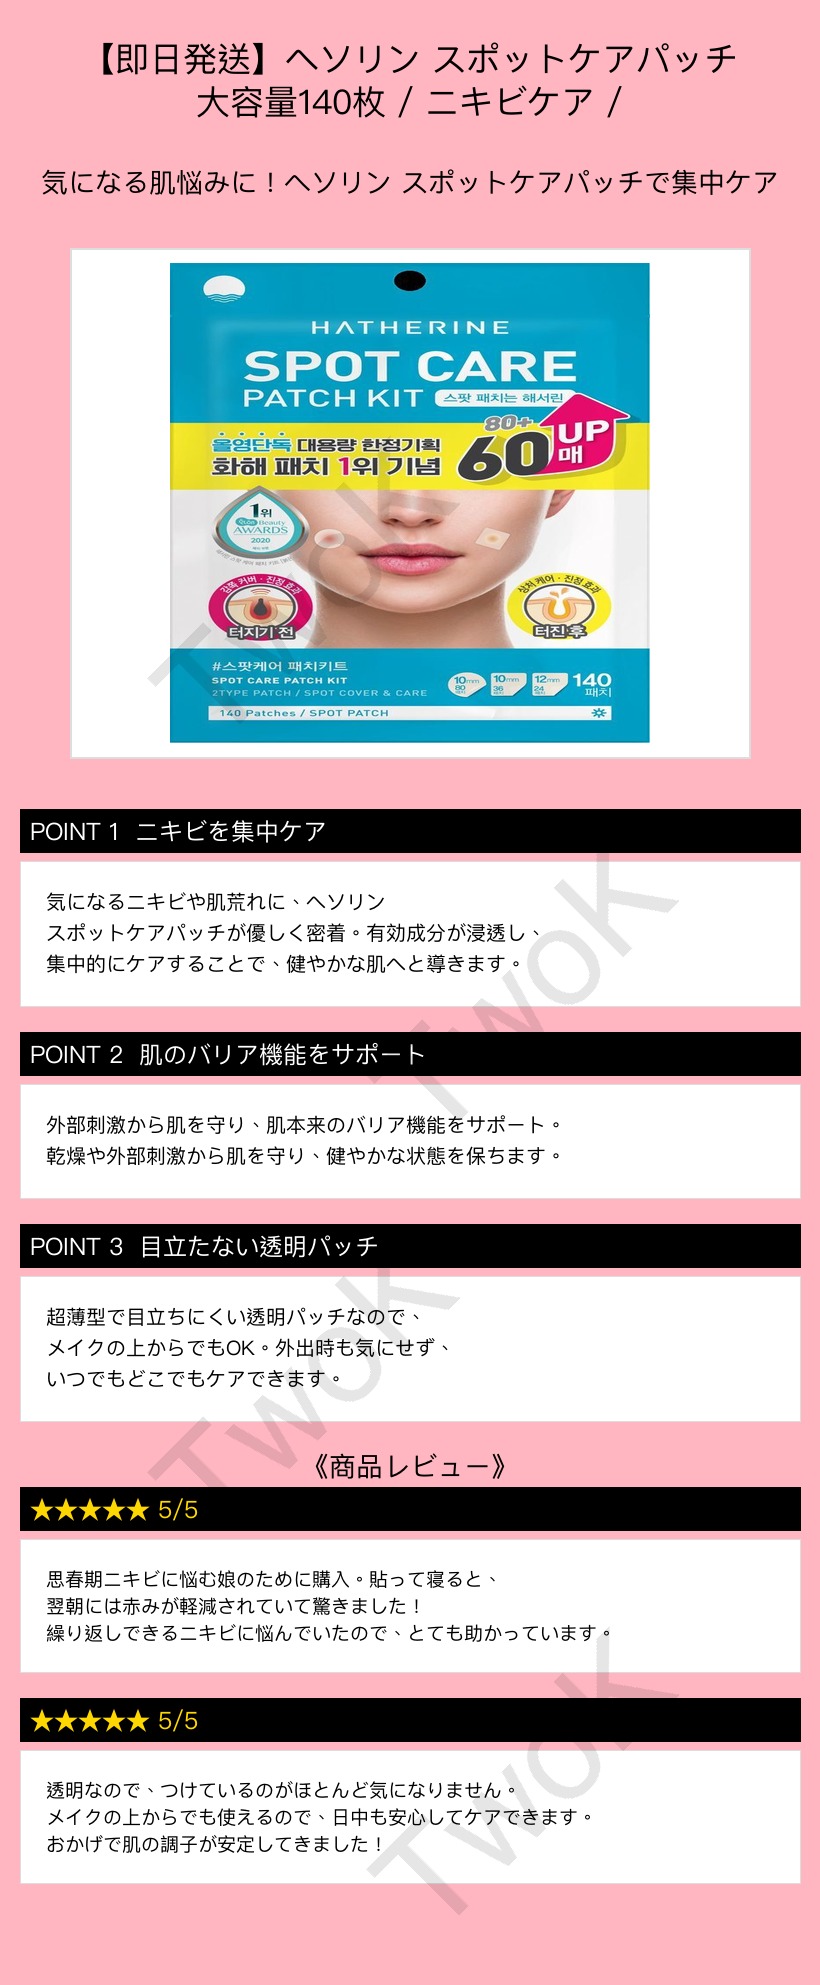 【即日発送】ヘソリン スポットケアパッチ
大容量140枚 / ニキビケア /
気になる肌悩みに！ヘソリン スポットケアパッチで集中ケア
HATHERINE
SPOT CARE
PATCH KIT 스팟 패치는 해서린
올영단독 대용량 한정기획
화해 패치 1위 기념
80+
60매 UP
1위
Beauty
AWARDS
2020
감쪽 커버·진정 효과
터지기 전
상처 케어·진정 효과
터진 후
#스팟케어 패치키트
SPOT CARE PATCH KIT
2TYPE PATCH / SPOT COVER & CARE
10mm 80
10mm 36
12mm 24
140 패치
140 Patches / SPOT PATCH
POINT 1 ニキビを集中ケア
気になるニキビや肌荒れに、ヘソリン
スポットケアパッチが優しく密着。有効成分が浸透し、
集中的にケアすることで、健やかな肌へと導きます。
POINT 2 肌のバリア機能をサポート
外部刺激から肌を守り、肌本来のバリア機能をサポート。
乾燥や外部刺激から肌を守り、健やかな状態を保ちます。
POINT 3 目立たない透明パッチ
超薄型で目立ちにくい透明パッチなので、
メイクの上からでもOK。外出時も気にせず、
いつでもどこでもケアできます。
《商品レビュー》
★★★★★ 5/5
思春期ニキビに悩む娘のために購入。貼って寝ると、
翌朝には赤みが軽減されていて驚きました！
繰り返しできるニキビに悩んでいたので、とても助かっています。
★★★★★ 5/5
透明なので、つけているのがほとんど気になりません。
メイクの上からでも使えるので、日中も安心してケアできます。
おかげで肌の調子が安定してきました！
TwoK
TwoK
TwoK
TwoK